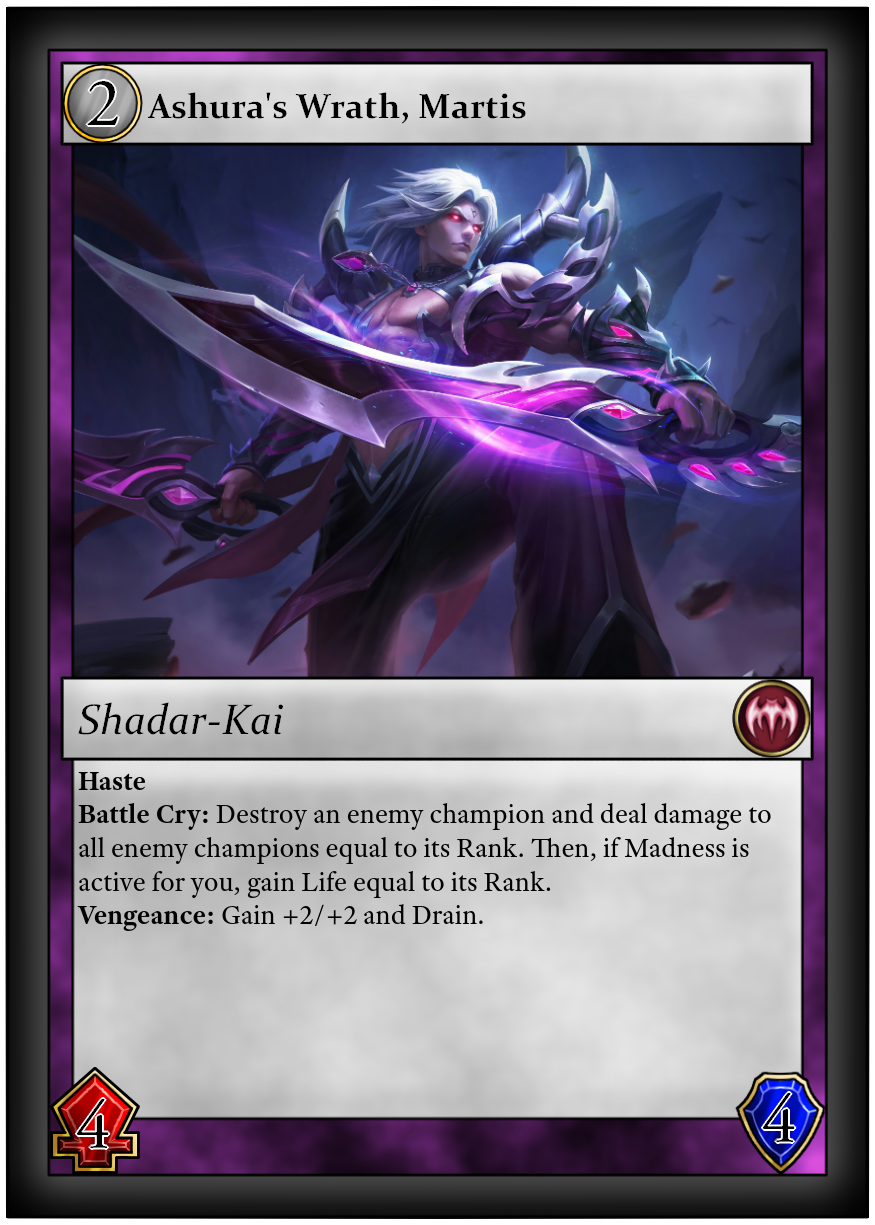 2
Ashura's Wrath, Martis
Shadar-Kai
Haste
Battle Cry: Destroy an enemy champion and deal damage to
all enemy champions equal to its Rank. Then, if Madness is
active for you, gain Life equal to its Rank.
Vengeance: Gain +2/+2 and Drain.
4
4